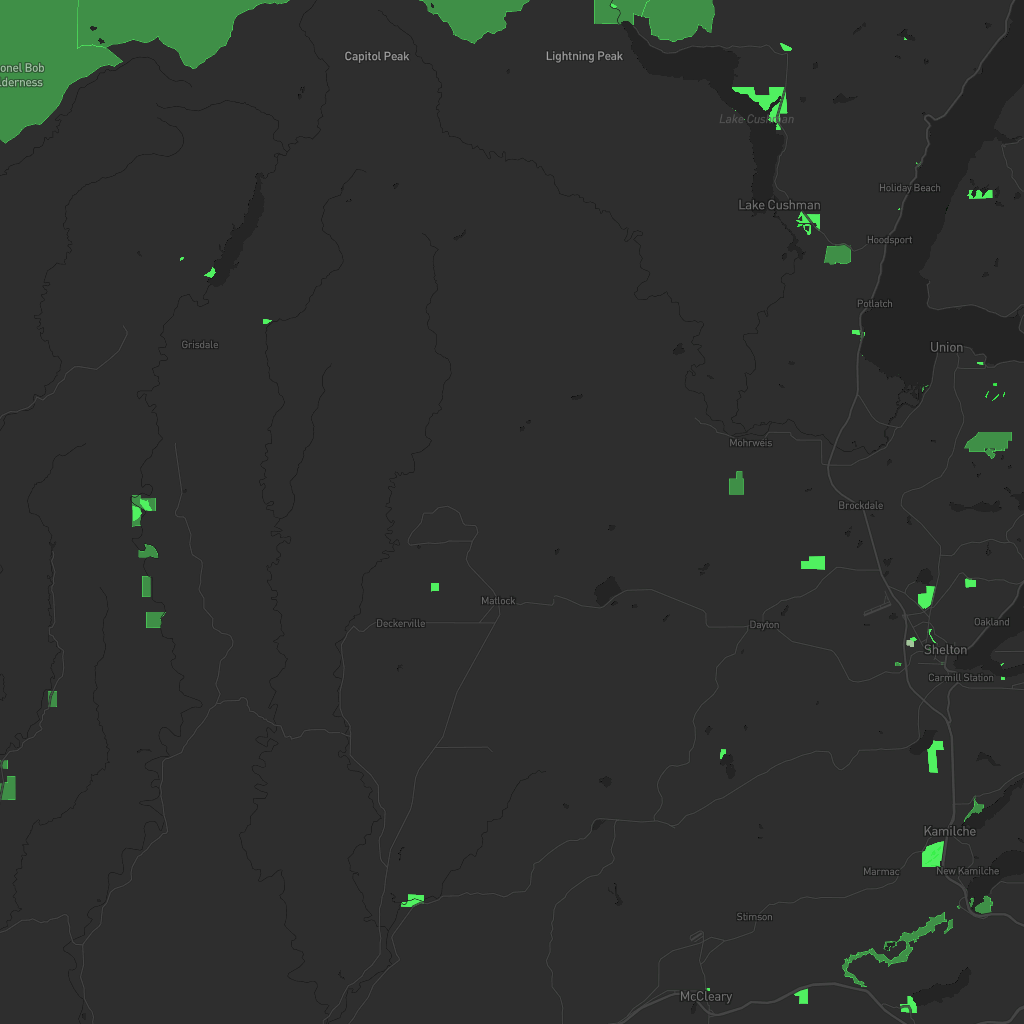 Capitol Peak
Lightning Peak
onel Bob
lderness
Lake Cushman
Holiday Beach
Lake Cushman
Hoodsport
Potlatch
Grisdale
Union
Mohrweis
Brockdale
Matlock
Deckerville
Dayton
Oakland
Shelton
Carmill Station
Kamilche
Marmac
New Kamilche
Stimson
McCleary